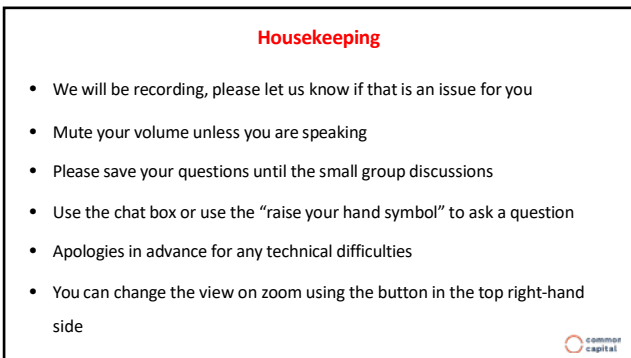 Housekeeping
• We will be recording, please let us know if that is an issue for you
• Mute your volume unless you are speaking
• Please save your questions until the small group discussions
• Use the chat box or use the “raise your hand symbol” to ask a question
• Apologies in advance for any technical difficulties
• You can change the view on zoom using the button in the top right-hand
side
common
capital